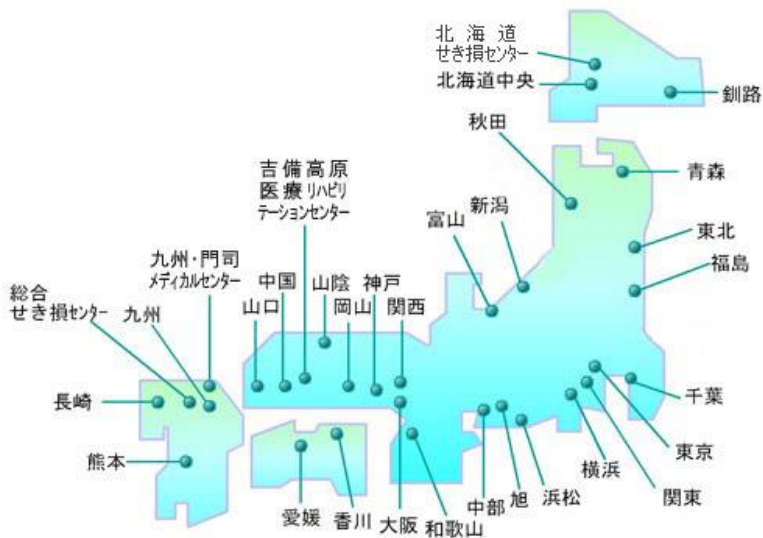 北海道
せき損センター
北海道中央
釧路
秋田
青森
吉備高原
医療リハビリ
テーションセンター
新潟
富山
東北
福島
九州・門司
メディカルセンター
中国
山陰
神戸
総合
せき損センター
九州
山口
岡山
関西
長崎
千葉
熊本
東京
横浜
関東
愛媛
香川
大阪
和歌山
中部
旭
浜松